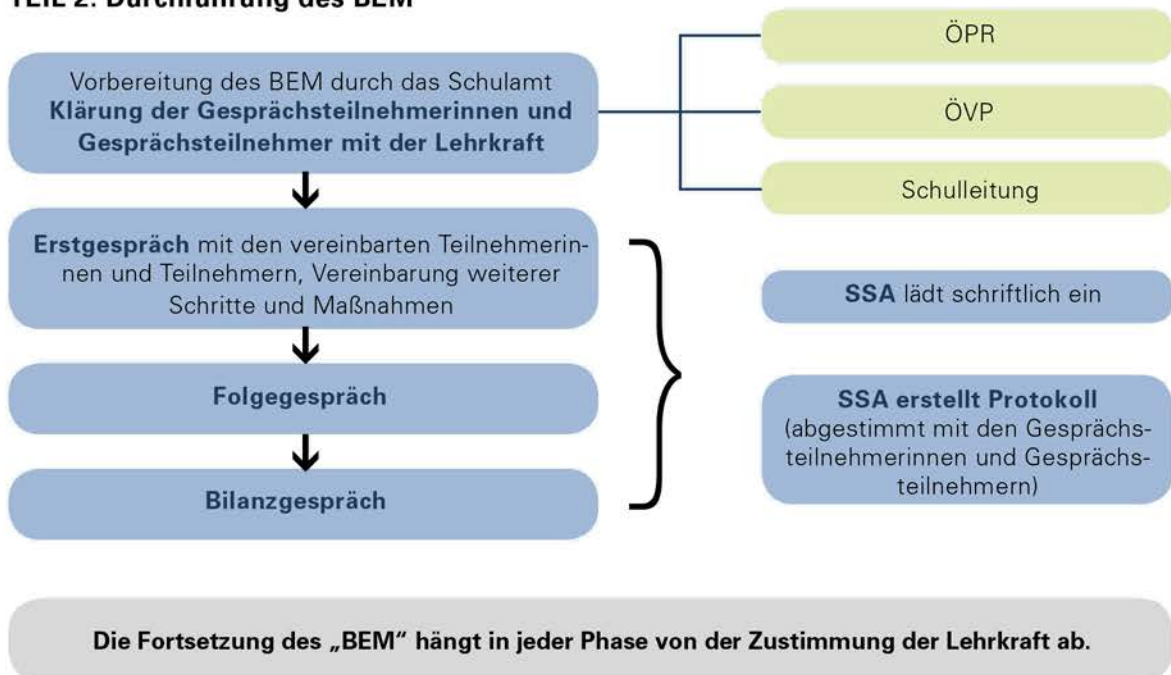 TEIL 2: Durchführung des BEM
Vorbereitung des BEM durch das Schulamt
Klärung der Gesprächsteilnehmerinnen und
Gesprächsteilnehmer mit der Lehrkraft
ÖPR
ÖVP
Schulleitung
Erstgespräch mit den vereinbarten Teilnehmerin-
nen und Teilnehmern, Vereinbarung weiterer
Schritte und Maßnahmen
Folgegespräch
Bilanzgespräch
SSA lädt schriftlich ein
SSA erstellt Protokoll
(abgestimmt mit den Gesprächs-
teilnehmerinnen und Gesprächs-
teilnehmern)
Die Fortsetzung des „BEM“ hängt in jeder Phase von der Zustimmung der Lehrkraft ab.